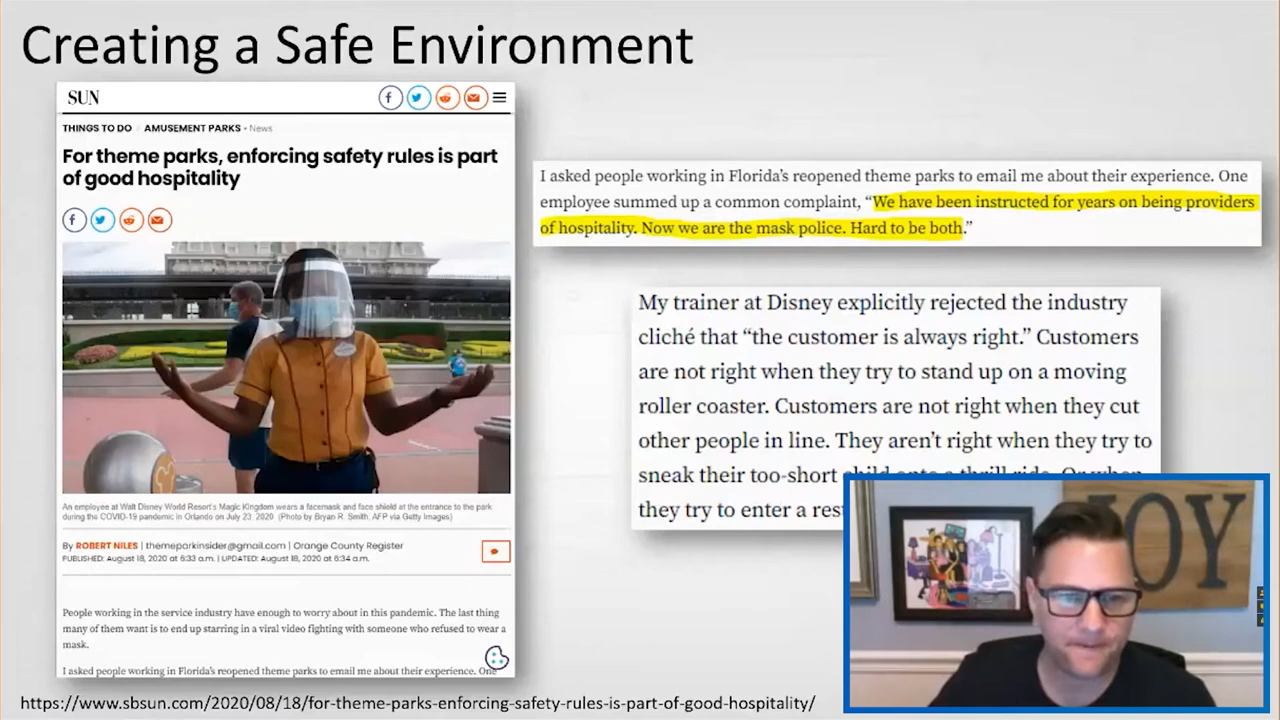 Creating a Safe Environment
SUN
THINGS TO DO / AMUSEMENT PARKS • News
For theme parks, enforcing safety rules is part
of good hospitality
An employee at Walt Disney World Resort's Magic Kingdom wears a facemask and face shield at the entrance to the park
during the COVID-19 pandemic in Orlando on July 23, 2020. (Photo by Bryan R. Smith, AFP via Getty Images)
By ROBERT NILES | themeparkinsider@gmail.com | Orange County Register
PUBLISHED: August 18, 2020 at 6:33 a.m. | UPDATED: August 18, 2020 at 6:34 a.m.
People working in the service industry have enough to worry about in this pandemic. The last thing
many of them want is to end up starring in a viral video fighting with someone who refused to wear a
mask.
I asked people working in Florida's reopened theme parks to email me about their experience. One
I asked people working in Florida's reopened theme parks to email me about their experience. One
employee summed up a common complaint, “We have been instructed for years on being providers
of hospitality. Now we are the mask police. Hard to be both.”
My trainer at Disney explicitly rejected the industry
cliché that “the customer is always right.” Customers
are not right when they try to stand up on a moving
roller coaster. Customers are not right when they cut
other people in line. They aren't right when they try to
sneak their too-short child onto a thrill ride. Or when
they try to enter a rest
OY
https://www.sbsun.com/2020/08/18/for-theme-parks-enforcing-safety-rules-is-part-of-good-hospitality/